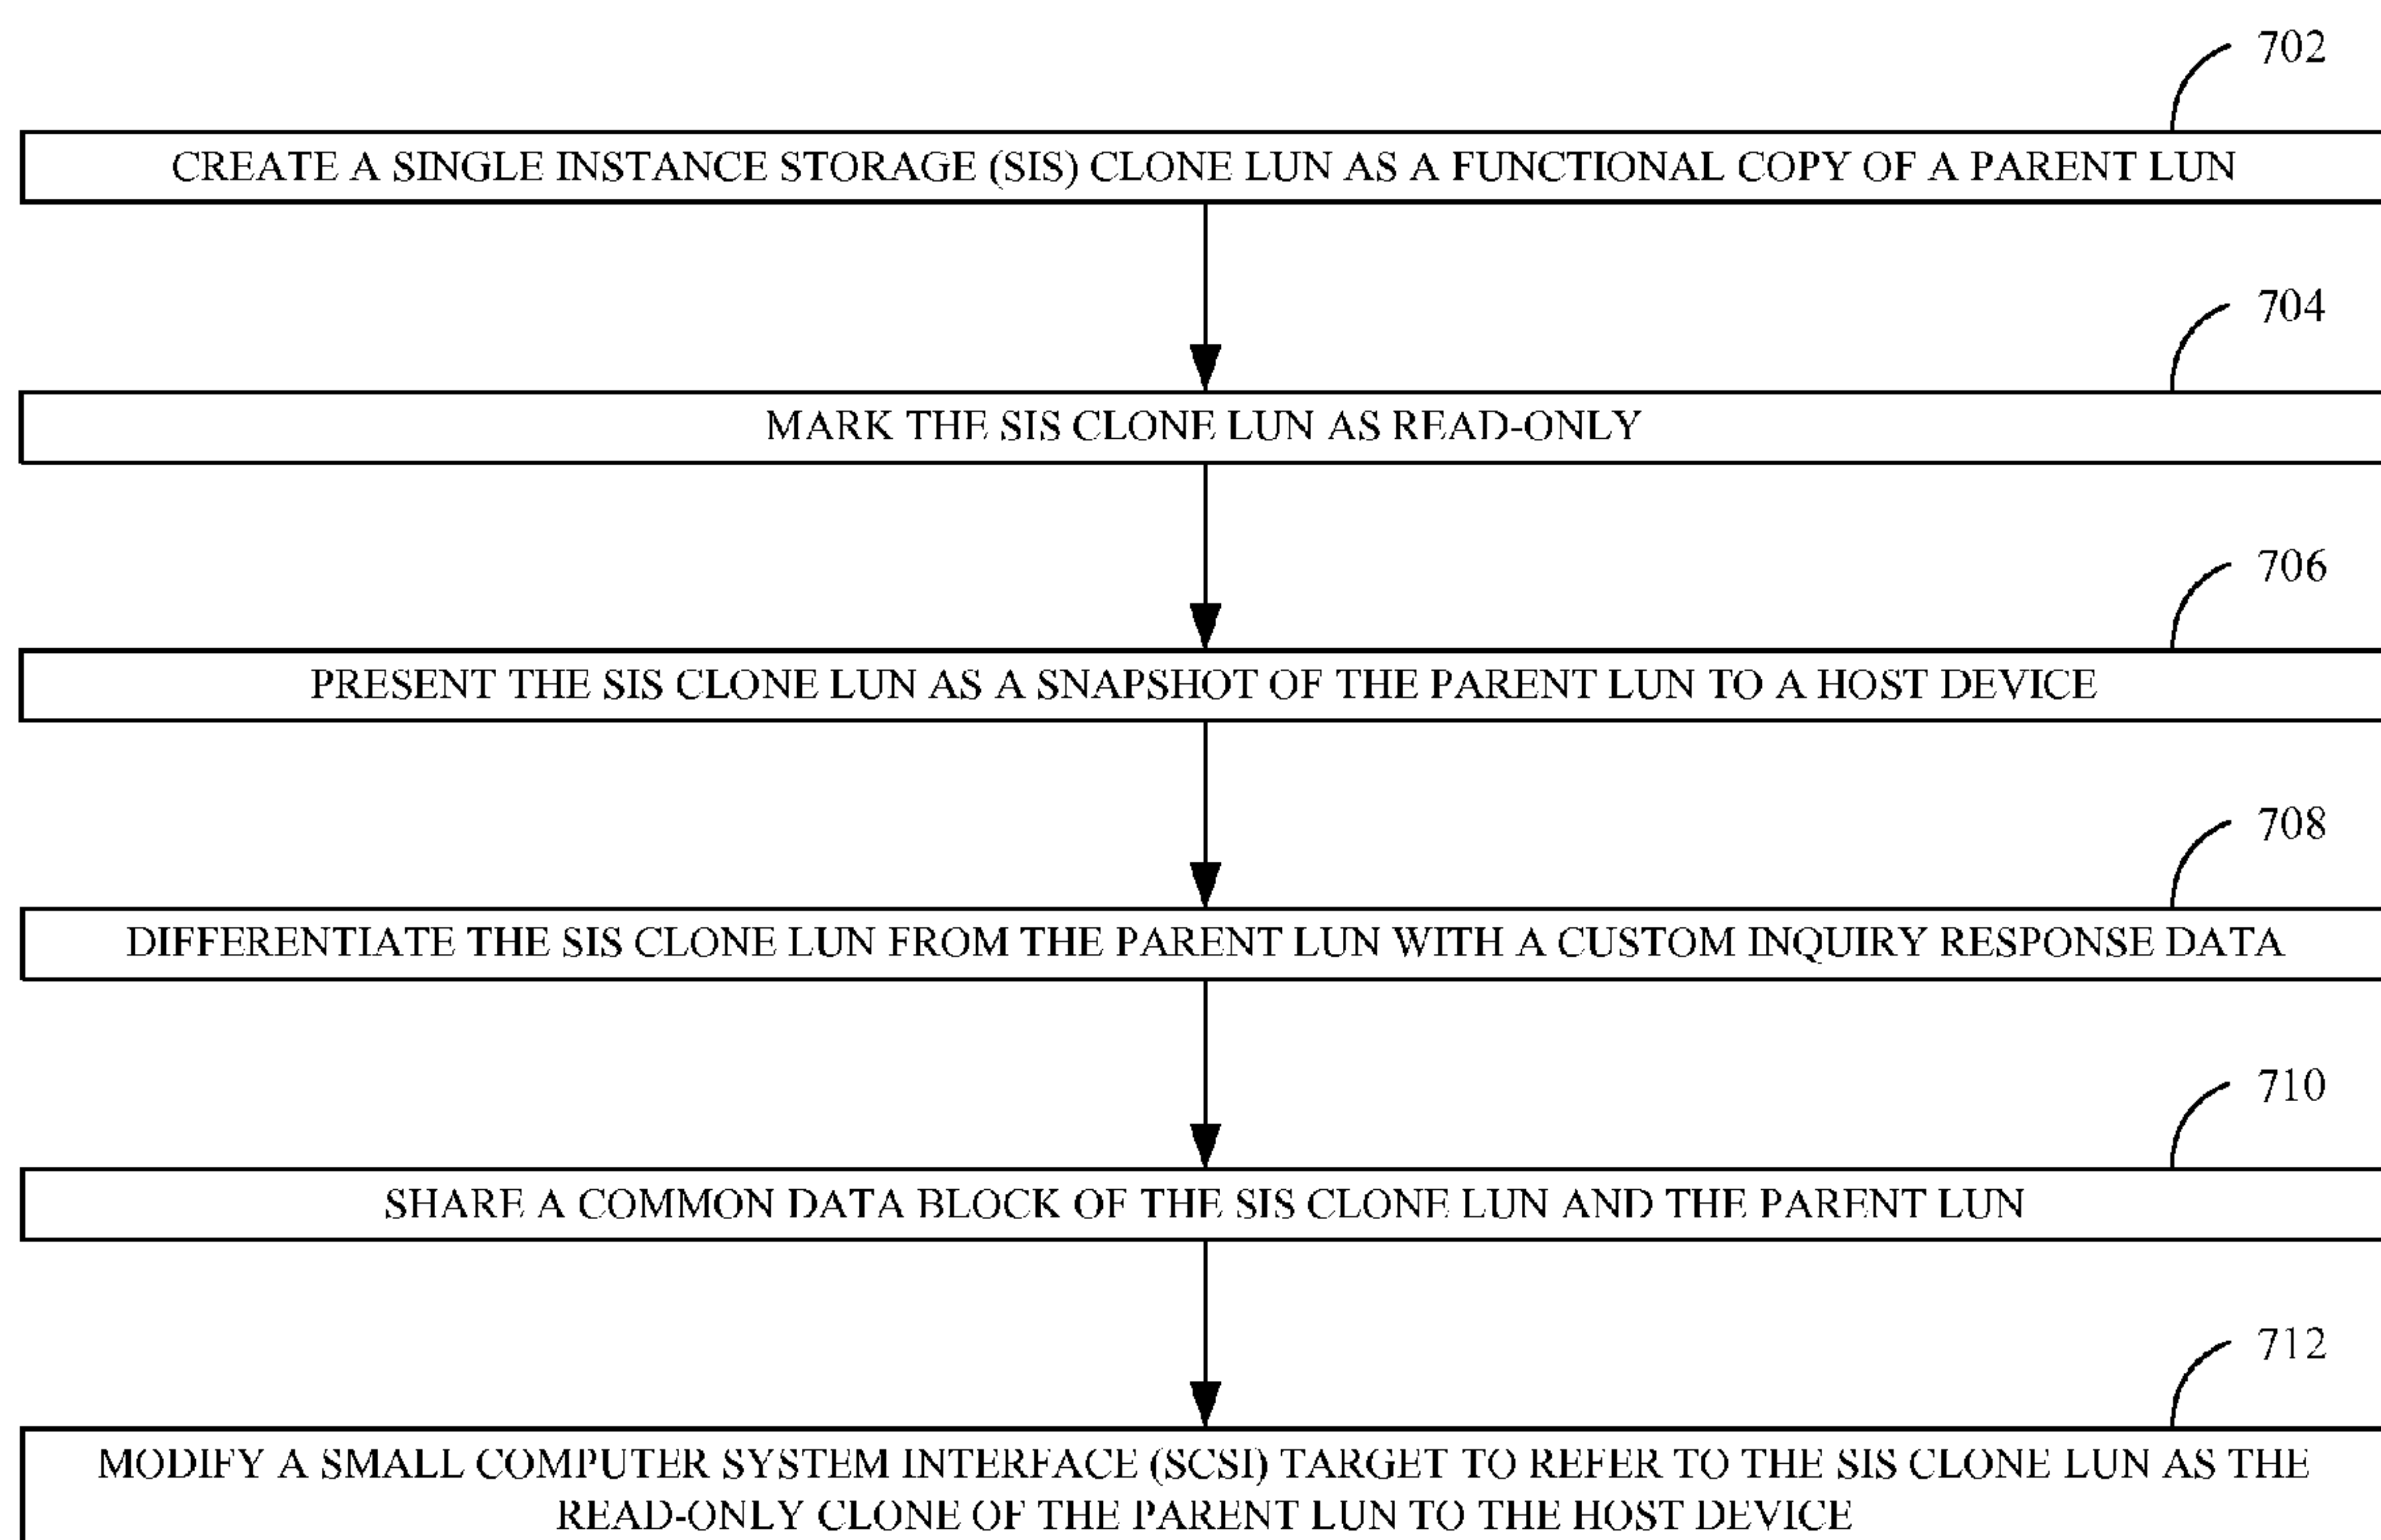 702
CREATE A SINGLE INSTANCE STORAGE (SIS) CLONE LUN AS A FUNCTIONAL COPY OF A PARENT LUN
704
MARK THE SIS CLONE LUN AS READ-ONLY
706
PRESENT THE SIS CLONE LUN AS A SNAPSHOT OF THE PARENT LUN TO A HOST DEVICE
708
DIFFERENTIATE THE SIS CLONE LUN FROM THE PARENT LUN WITH A CUSTOM INQUIRY RESPONSE DATA
710
SHARE A COMMON DATA BLOCK OF THE SIS CLONE LUN AND THE PARENT LUN
712
MODIFY A SMALL COMPUTER SYSTEM INTERFACE (SCSI) TARGET TO REFER TO THE SIS CLONE LUN AS THE
READ-ONLY CLONE OF THE PARENT LUN TO THE HOST DEVICE